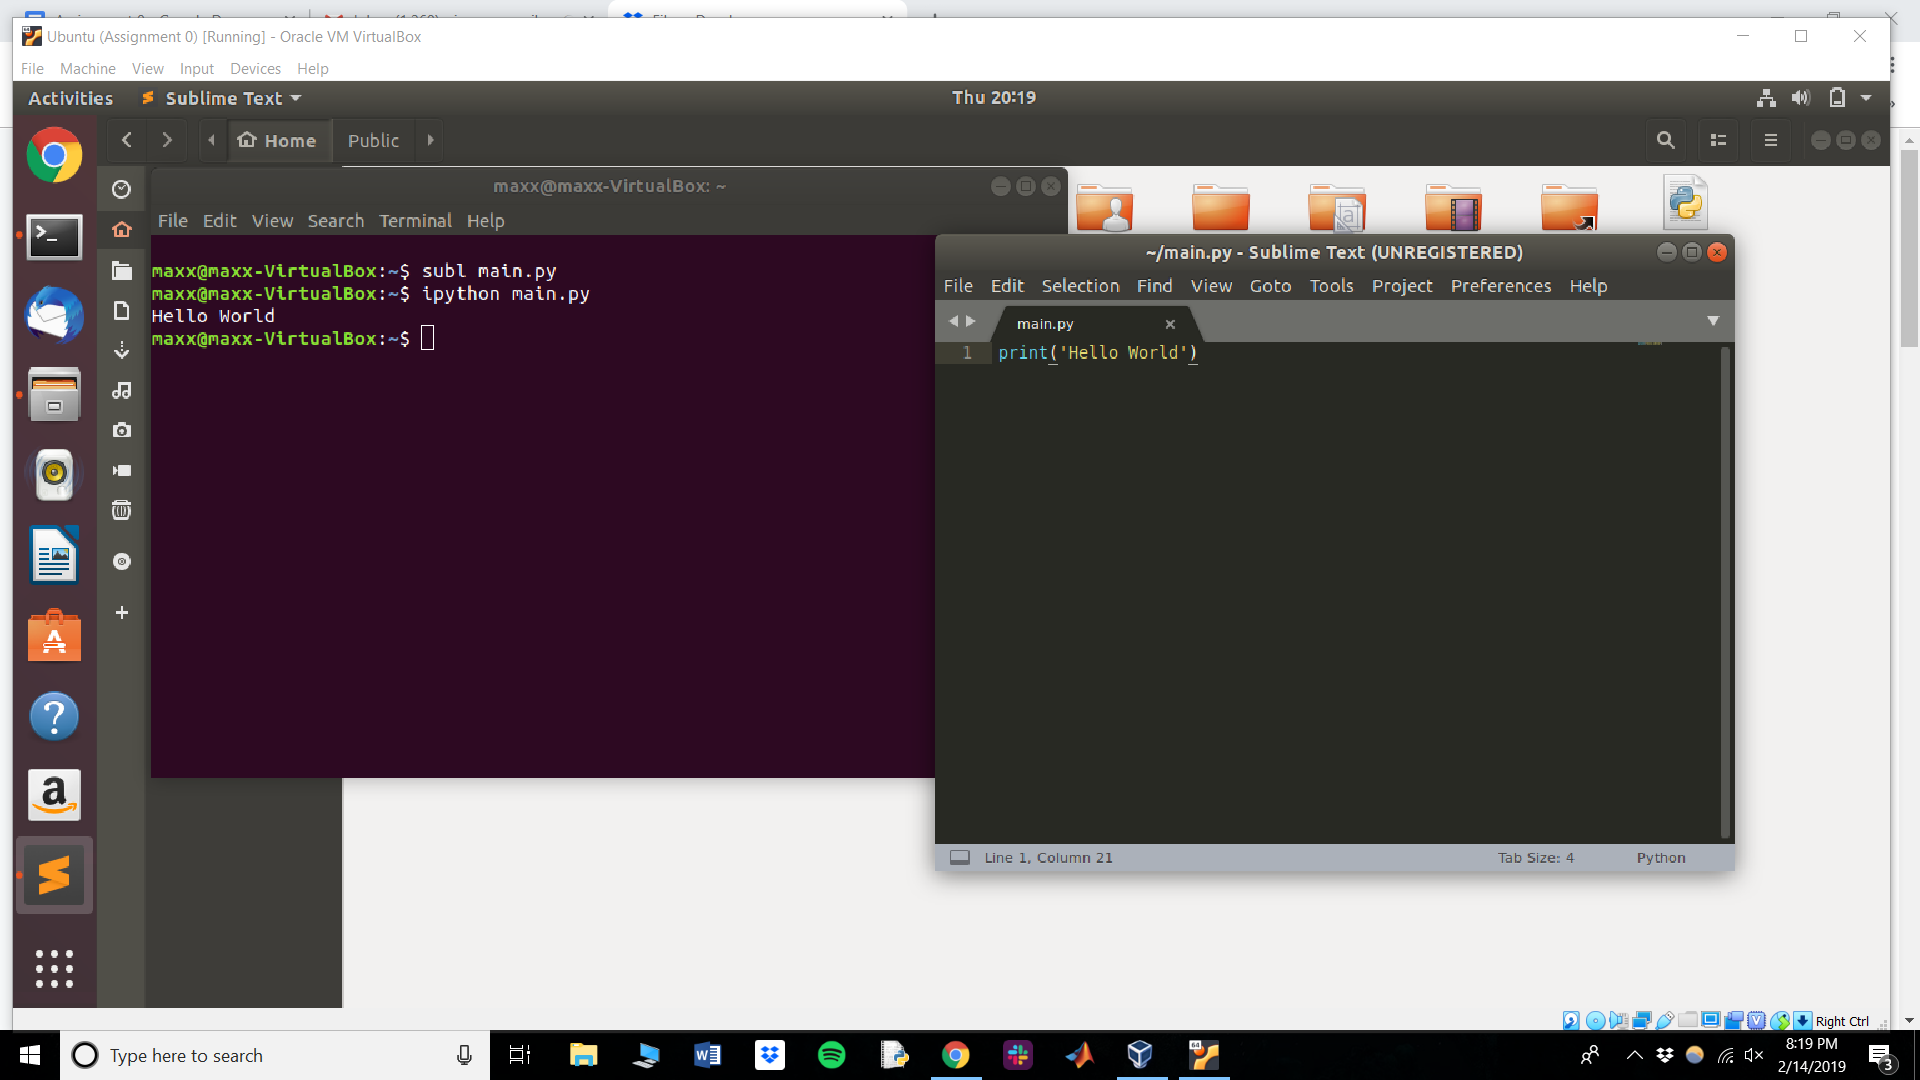 Ubuntu (Assignment 0) [Running] - Oracle VM VirtualBox
File Machine View Input Devices Help
Activities Sublime Text Thu 20:19
Home Public
maxx@maxx-VirtualBox: ~
File Edit View Search Terminal Help
maxx@maxx-VirtualBox:~$ subl main.py
maxx@maxx-VirtualBox:~$ ipython main.py
Hello World
maxx@maxx-VirtualBox:~$
~/main.py - Sublime Text (UNREGISTERED)
File Edit Selection Find View Goto Tools Project Preferences Help
main.py
1 print('Hello World')
Line 1, Column 21 Tab Size: 4 Python
Right Ctrl
Type here to search
8:19 PM
2/14/2019
3